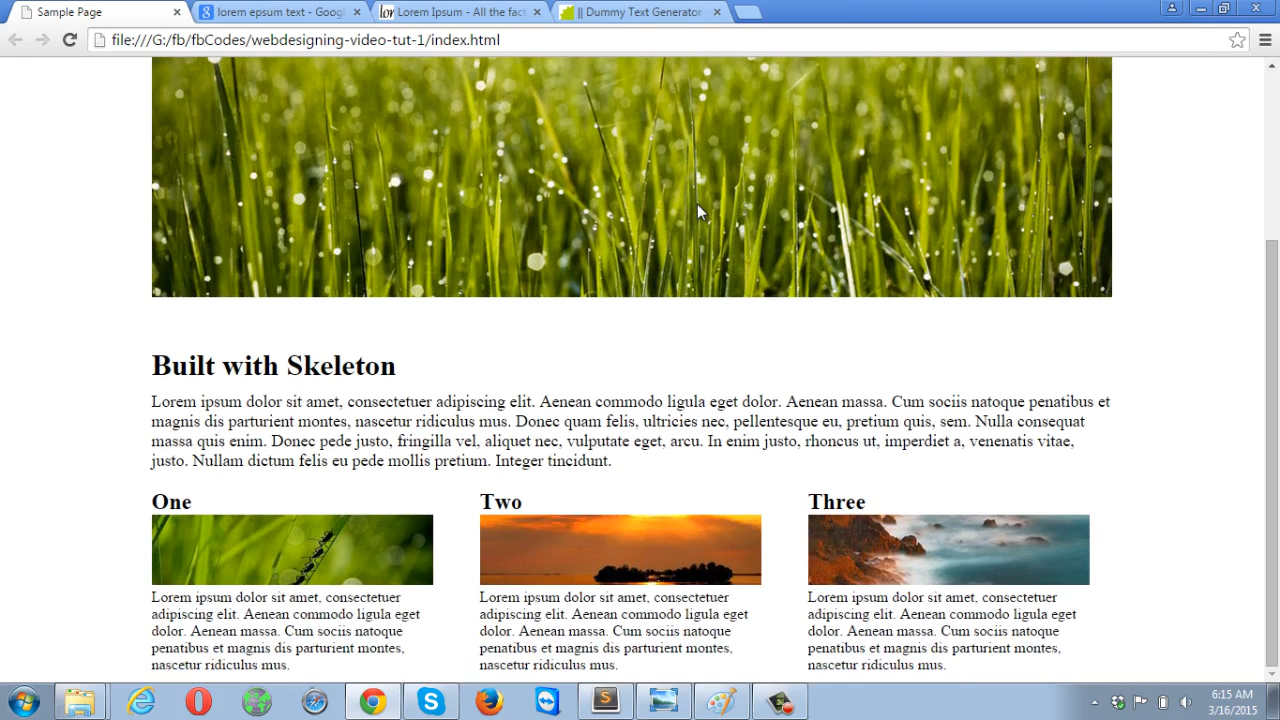 Sample Page
lorem epsum text - Googl
Lorem Ipsum - All the fact
|| Dummy Text Generator
file:///G:/fb/fbCodes/webdesigning-video-tut-1/index.html
Built with Skeleton
Lorem ipsum dolor sit amet, consectetuer adipiscing elit. Aenean commodo ligula eget dolor. Aenean massa. Cum sociis natoque penatibus et
magnis dis parturient montes, nascetur ridiculus mus. Donec quam felis, ultricies nec, pellentesque eu, pretium quis, sem. Nulla consequat
massa quis enim. Donec pede justo, fringilla vel, aliquet nec, vulputate eget, arcu. In enim justo, rhoncus ut, imperdiet a, venenatis vitae,
justo. Nullam dictum felis eu pede mollis pretium. Integer tincidunt.
One
Lorem ipsum dolor sit amet, consectetuer
adipiscing elit. Aenean commodo ligula eget
dolor. Aenean massa. Cum sociis natoque
penatibus et magnis dis parturient montes,
nascetur ridiculus mus.
Two
Lorem ipsum dolor sit amet, consectetuer
adipiscing elit. Aenean commodo ligula eget
dolor. Aenean massa. Cum sociis natoque
penatibus et magnis dis parturient montes,
nascetur ridiculus mus.
Three
Lorem ipsum dolor sit amet, consectetuer
adipiscing elit. Aenean commodo ligula eget
dolor. Aenean massa. Cum sociis natoque
penatibus et magnis dis parturient montes,
nascetur ridiculus mus.
6:15 AM
3/16/2015